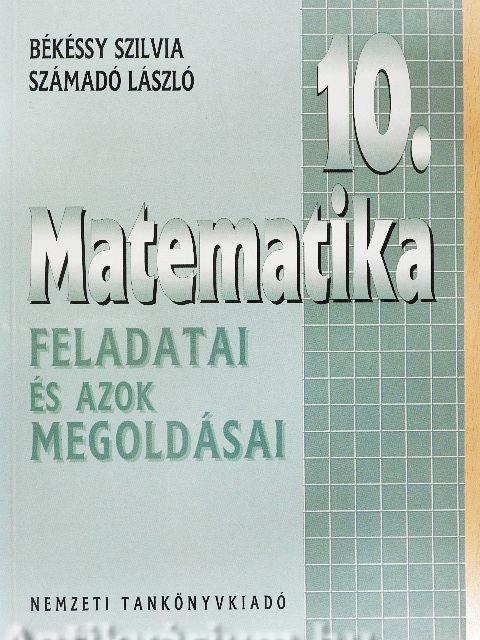 BÉKÉSSY SZILVIA
SZÁMADÓ LÁSZLÓ
10.
Matematika
FELADATAI
ÉS AZOK
MEGOLDÁSAI
NEMZETI TANKÖNYVKIADÓ